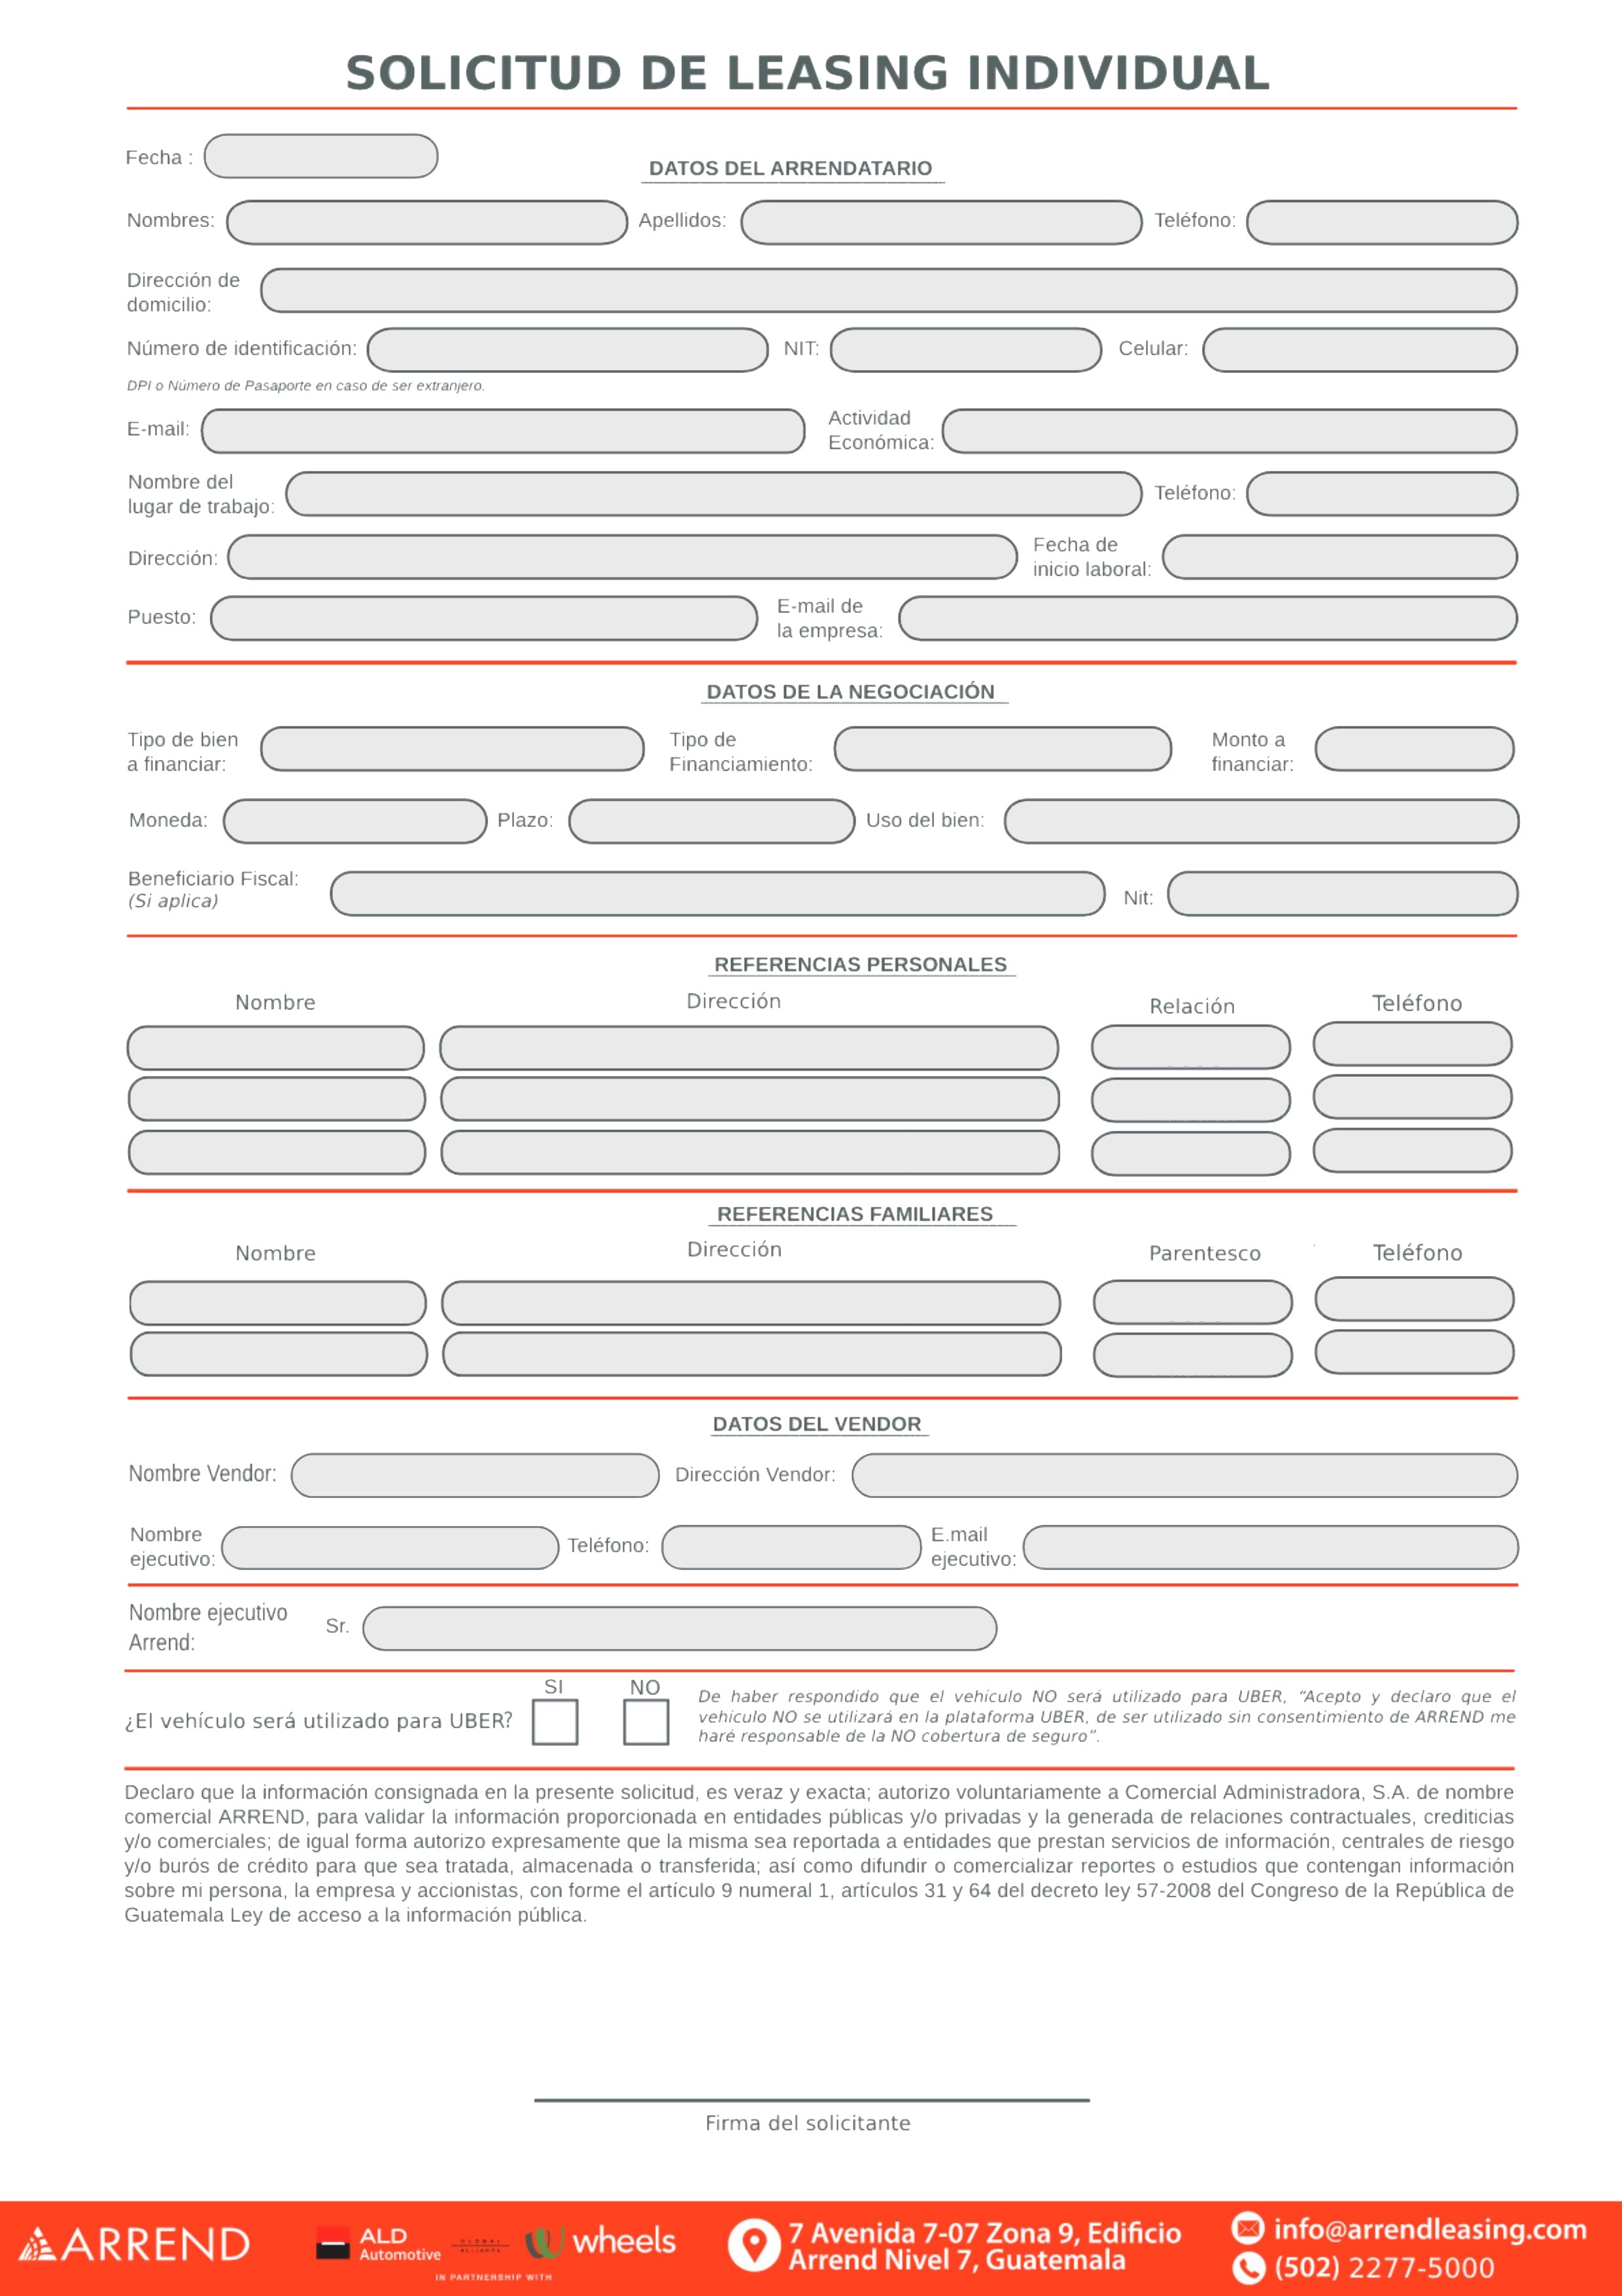 SOLICITUD DE LEASING INDIVIDUAL
Fecha :
DATOS DEL ARRENDATARIO
Nombres: Apellidos: Teléfono:
Dirección de
domicilio:
Número de identificación: NIT: Celular:
DPI o Número de Pasaporte en caso de ser extranjero.
E-mail:
Actividad
Económica:
Nombre del
lugar de trabajo:
Teléfono:
Dirección:
Fecha de
inicio laboral:
Puesto:
E-mail de
la empresa:
DATOS DE LA NEGOCIACIÓN
Tipo de bien
a financiar:
Tipo de
Financiamiento:
Monto a
financiar:
Moneda: Plazo: Uso del bien:
Beneficiario Fiscal:
(Si aplica)
Nit:
REFERENCIAS PERSONALES
Nombre Dirección Relación Teléfono
REFERENCIAS FAMILIARES
Nombre Dirección Parentesco Teléfono
DATOS DEL VENDOR
Nombre Vendor: Dirección Vendor:
Nombre
ejecutivo:
Teléfono:
E.mail
ejecutivo:
Nombre ejecutivo
Arrend:
Sr.
SI NO
¿El vehículo será utilizado para UBER?
De haber respondido que el vehículo NO será utilizado para UBER, “Acepto y declaro que el
vehículo NO se utilizará en la plataforma UBER, de ser utilizado sin consentimiento de ARREND me
haré responsable de la NO cobertura de seguro”.
Declaro que la información consignada en la presente solicitud, es veraz y exacta; autorizo voluntariamente a Comercial Administradora, S.A. de nombre
comercial ARREND, para validar la información proporcionada en entidades públicas y/o privadas y la generada de relaciones contractuales, crediticias
y/o comerciales; de igual forma autorizo expresamente que la misma sea reportada a entidades que prestan servicios de información, centrales de riesgo
y/o burós de crédito para que sea tratada, almacenada o transferida; así como difundir o comercializar reportes o estudios que contengan información
sobre mi persona, la empresa y accionistas, con forme el artículo 9 numeral 1, artículos 31 y 64 del decreto ley 57-2008 del Congreso de la República de
Guatemala Ley de acceso a la información pública.
Firma del solicitante
ARREND
ALD
Automotive
GLOBAL
ALLIANCE
wheels
IN PARTNERSHIP WITH
7 Avenida 7-07 Zona 9, Edificio
Arrend Nivel 7, Guatemala
info@arrendleasing.com
(502) 2277-5000